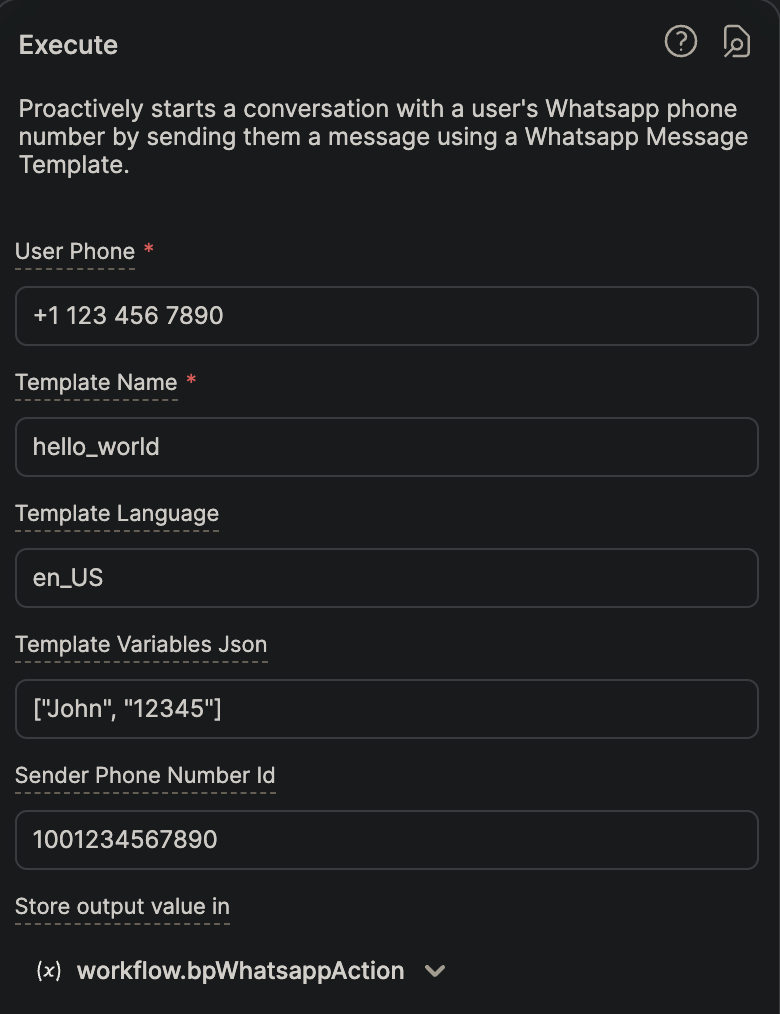 Execute
Proactively starts a conversation with a user's Whatsapp phone
number by sending them a message using a Whatsapp Message
Template.
User Phone *
+1 123 456 7890
Template Name *
hello_world
Template Language
en_US
Template Variables Json
["John", "12345"]
Sender Phone Number Id
1001234567890
Store output value in
(x) workflow.bpWhatsappAction